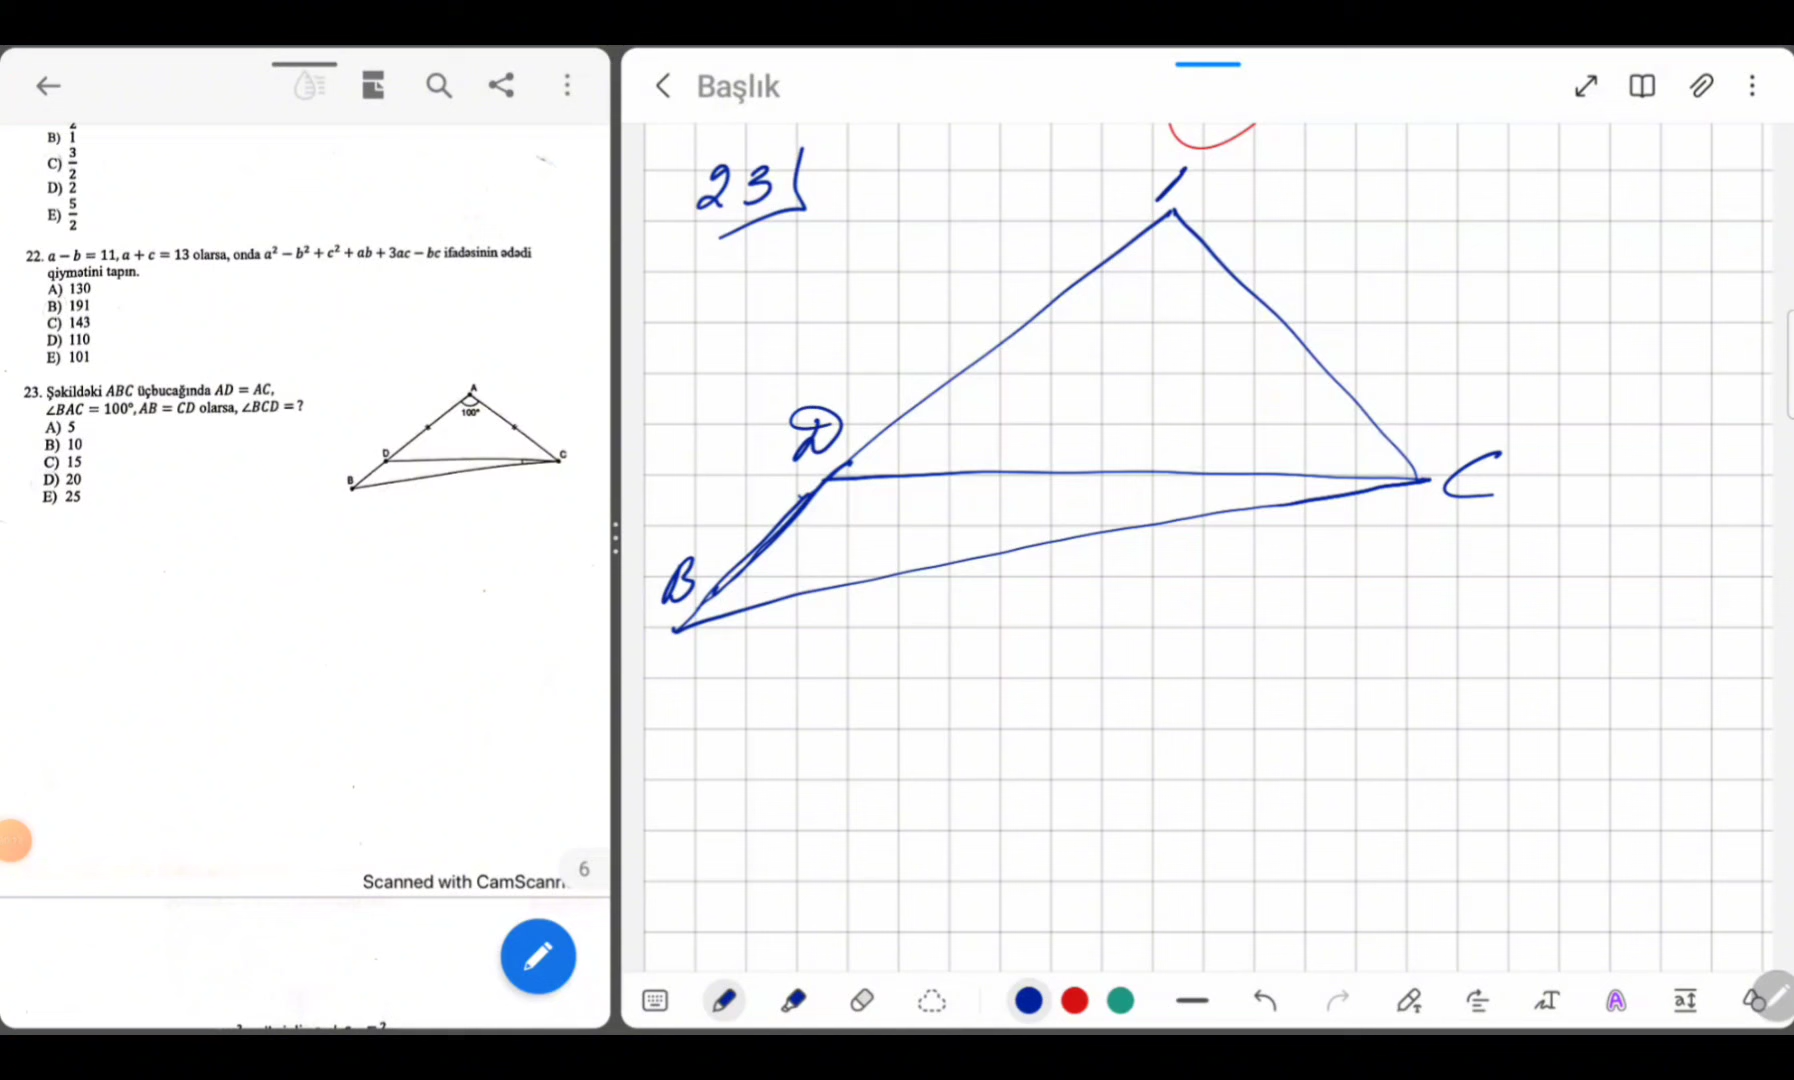 Başlık
2
B) 1
C) 3/2
D) 2
E) 5/2
22. a − b = 11, a + c = 13 olarsa, onda a² − b² + c² + ab + 3ac − bc ifadəsinin ədədi
qiymətini tapın.
A) 130
B) 191
C) 143
D) 110
E) 101
23. Şəkildəki ABC üçbucağında AD = AC,
∠BAC = 100°, AB = CD olarsa, ∠BCD = ?
A) 5
B) 10
C) 15
D) 20
E) 25
A
100°
D
C
B
Scanned with CamScann
6
23
D
C
B
A
aI